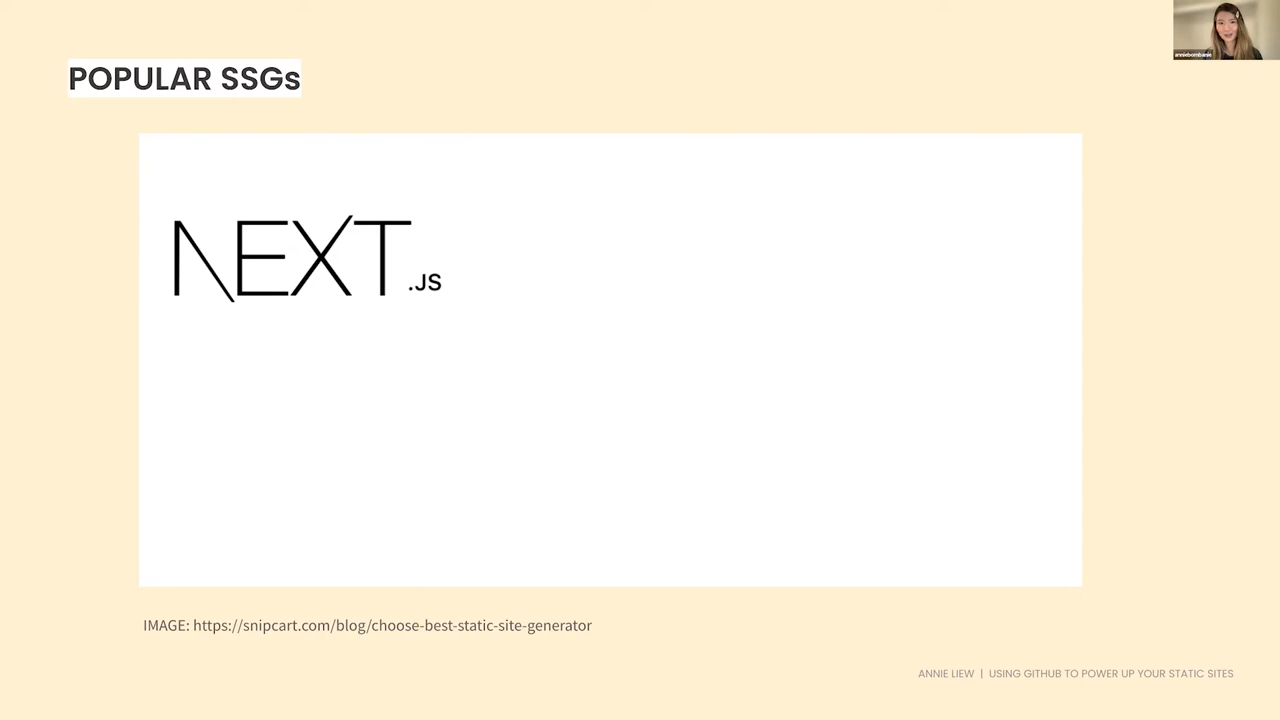 anniebombanie
POPULAR SSGs
NEXT.JS
IMAGE: https://snipcart.com/blog/choose-best-static-site-generator
ANNIE LIEW | USING GITHUB TO POWER UP YOUR STATIC SITES